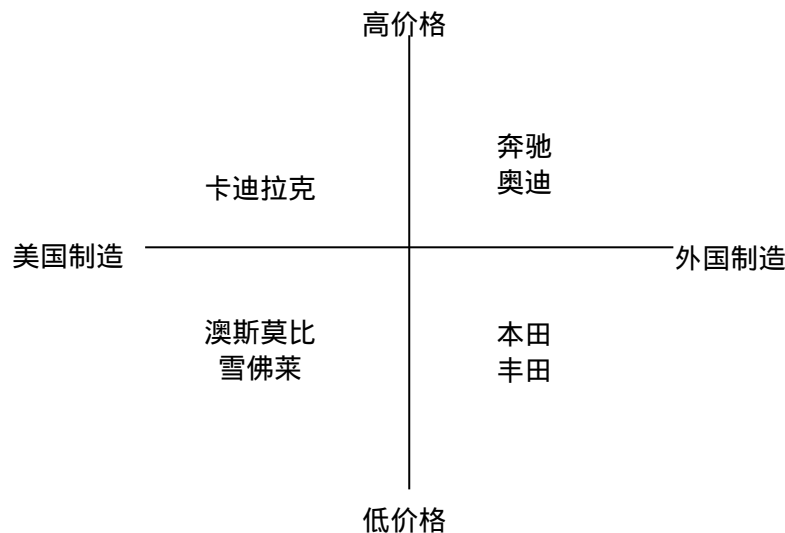 高价格
奔驰
奥迪
卡迪拉克
美国制造
外国制造
澳斯莫比
雪佛莱
本田
丰田
低价格